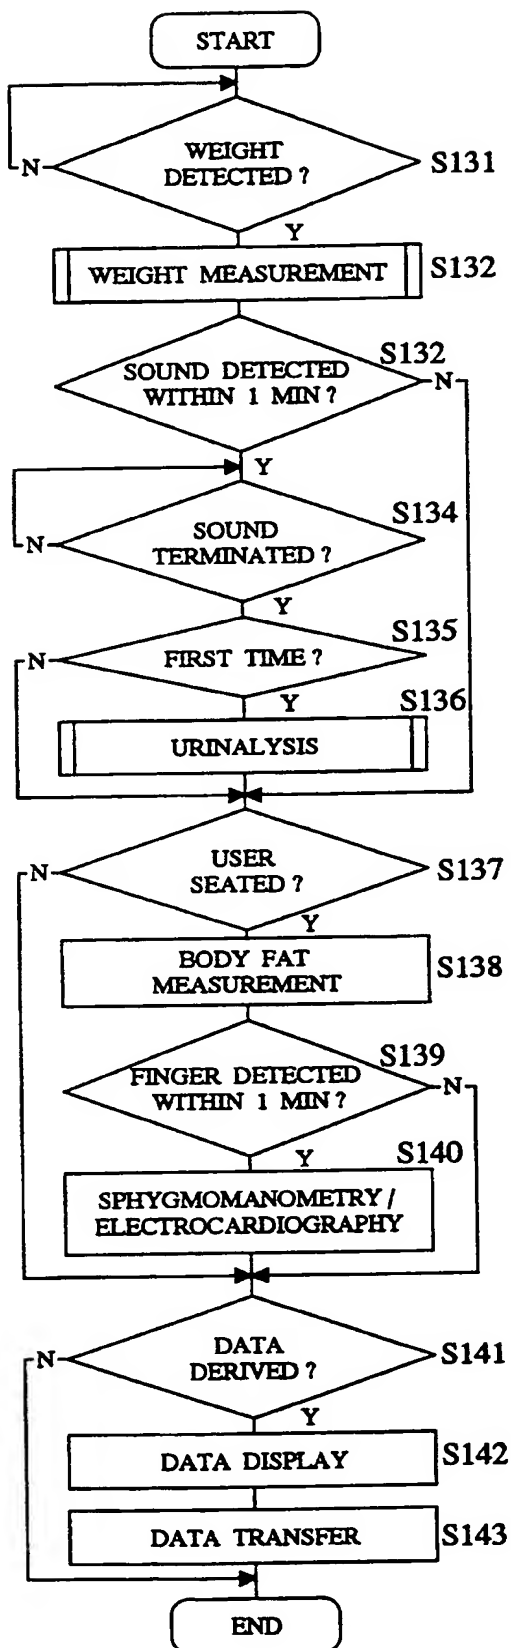 START
WEIGHT
DETECTED ?
S131
N
Y
WEIGHT MEASUREMENT
S132
S132
SOUND DETECTED
WITHIN 1 MIN ?
N
Y
S134
SOUND
TERMINATED ?
N
Y
S135
FIRST TIME ?
N
Y
S136
URINALYSIS
USER
SEATED ?
N
S137
Y
BODY FAT
MEASUREMENT
S138
S139
FINGER DETECTED
WITHIN 1 MIN ?
N
Y
S140
SPHYGMOMANOMETRY /
ELECTROCARDIOGRAPHY
DATA
DERIVED ?
N
S141
Y
DATA DISPLAY
S142
DATA TRANSFER
S143
END